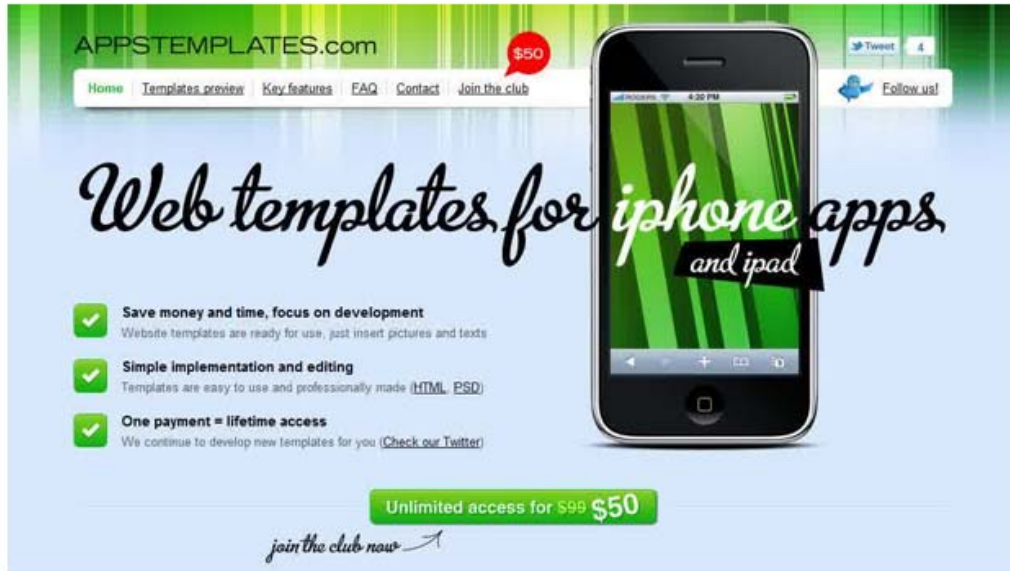 APPSTEMPLATES.com
$50
Tweet 4
Home Templates preview Key features FAQ Contact Join the club
Follow us!
ROGERS 4:20 PM
Web templates for iphone apps
and ipad
Save money and time, focus on development
Website templates are ready for use, just insert pictures and texts
Simple implementation and editing
Templates are easy to use and professionally made (HTML, PSD)
One payment = lifetime access
We continue to develop new templates for you (Check our Twitter)
Unlimited access for $99 $50
join the club now